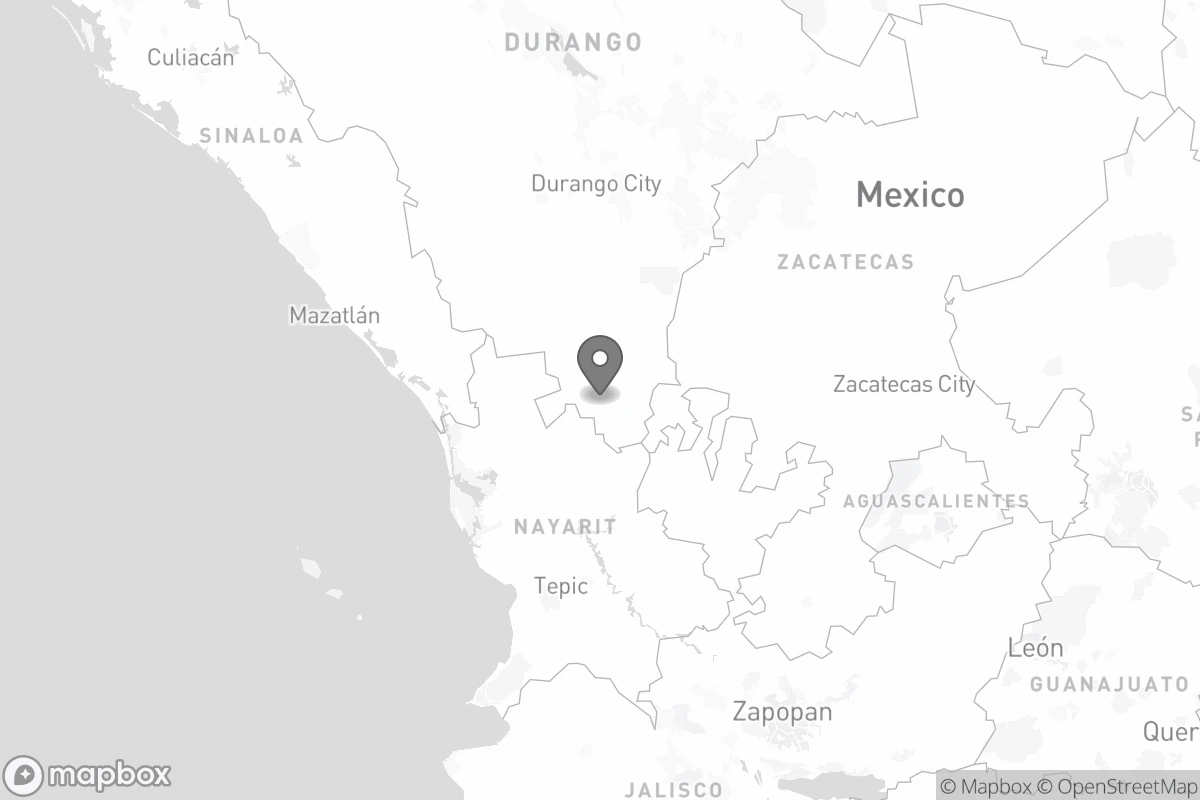 DURANGO
Culiacán
SINALOA
Durango City
Mexico
ZACATECAS
Mazatlán
Zacatecas City
SA
AGUASCALIENTES
NAYARIT
Tepic
León
GUANAJUATO
Zapopan
Quer
JALISCO
mapbox
© Mapbox © OpenStreetMap